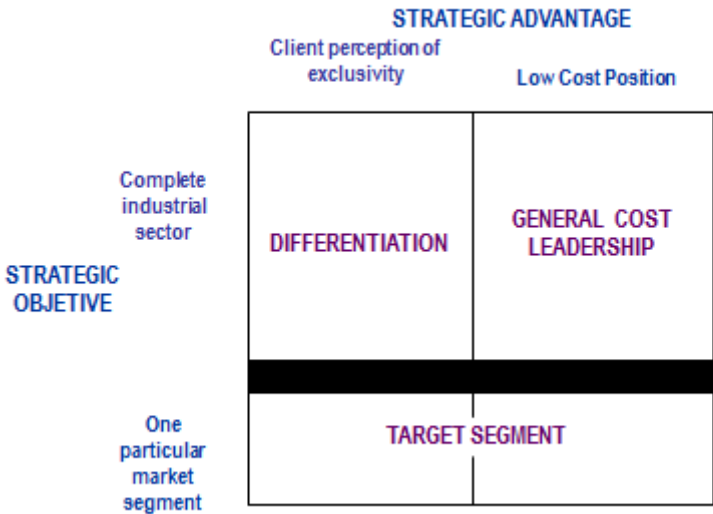 STRATEGIC ADVANTAGE
Client perception of
exclusivity
Low Cost Position
Complete
industrial
sector
DIFFERENTIATION
GENERAL COST
LEADERSHIP
STRATEGIC
OBJETIVE
One
particular
market
segment
TARGET SEGMENT